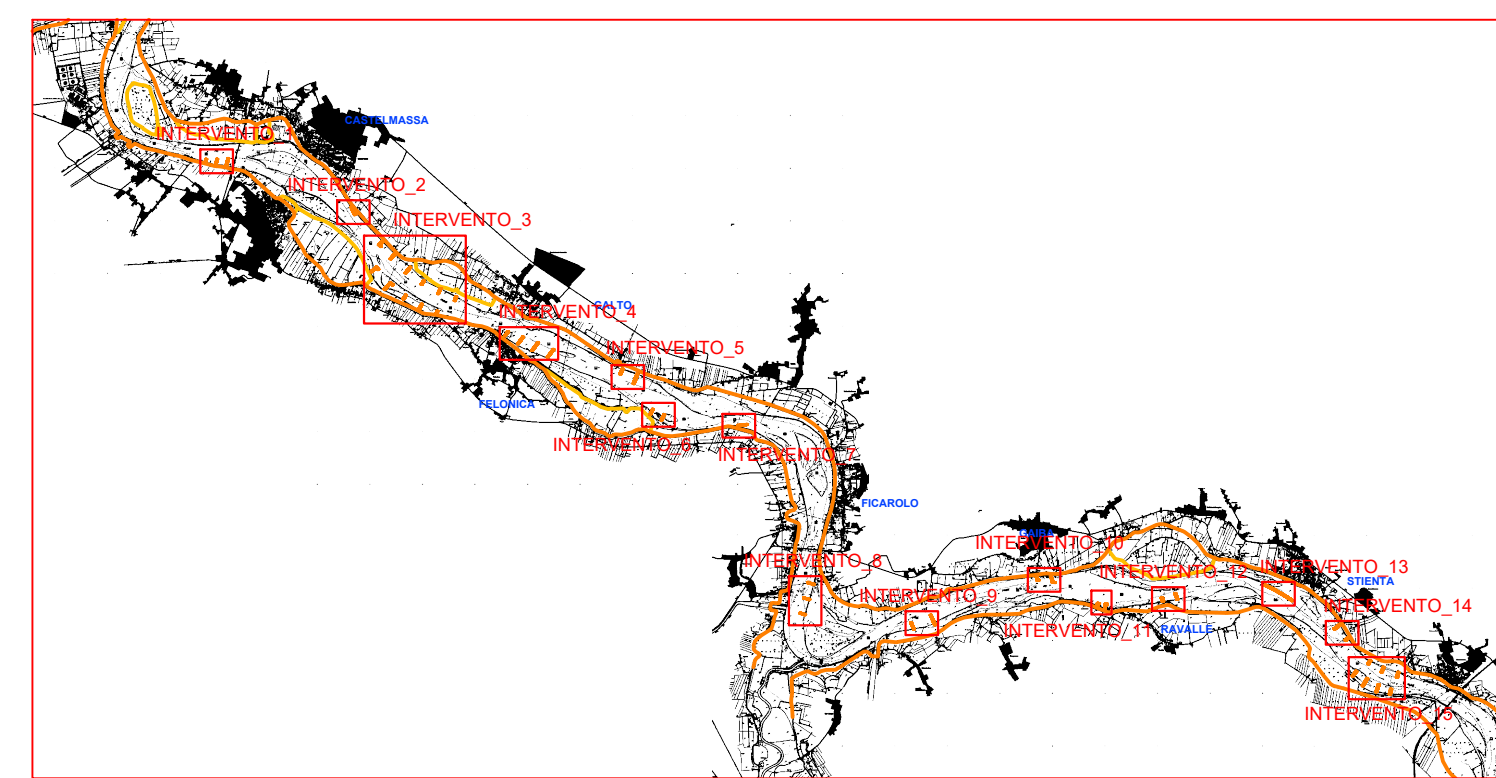 CASTELMASSA
INTERVENTO_1
INTERVENTO_2
INTERVENTO_3
CALTO
INTERVENTO_4
INTERVENTO_5
FELONICA
INTERVENTO_6
INTERVENTO_7
FICAROLO
GAIBA
INTERVENTO_10
INTERVENTO_8
INTERVENTO_12
INTERVENTO_13
STIENTA
INTERVENTO_9
INTERVENTO_14
INTERVENTO_11
RAVALLE
INTERVENTO_15